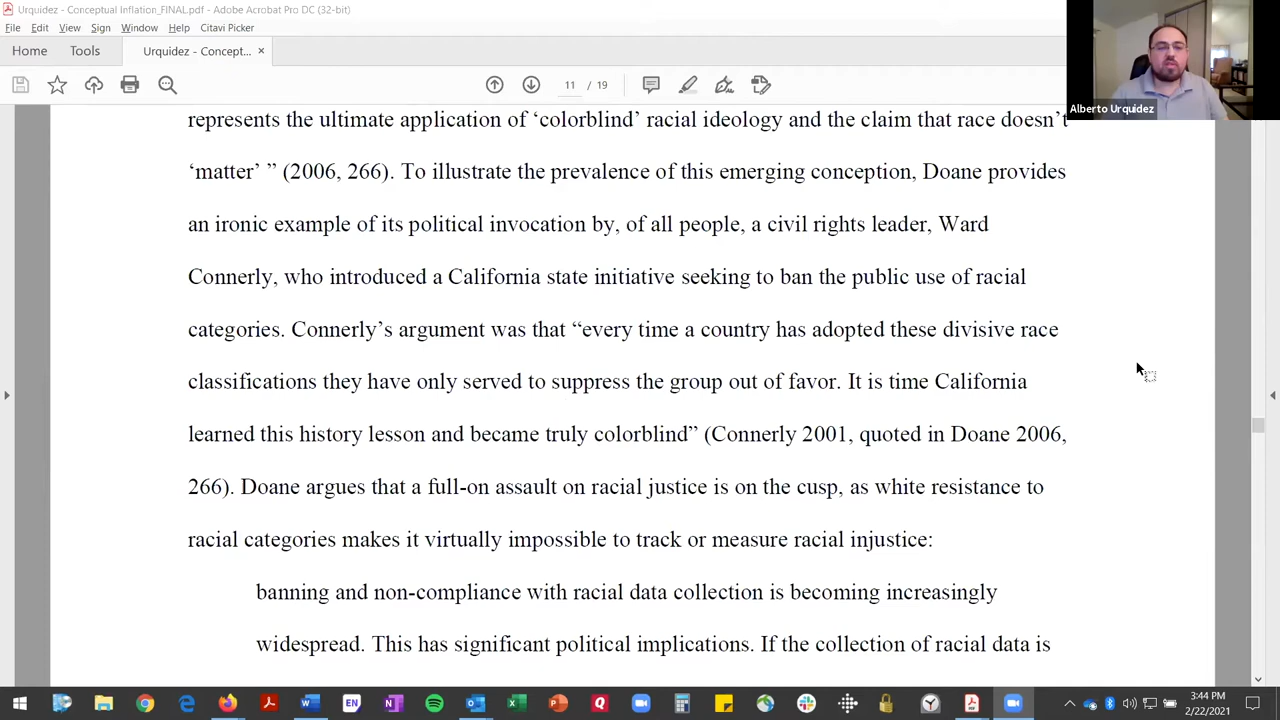 Urquidez - Conceptual Inflation_FINAL.pdf - Adobe Acrobat Pro DC (32-bit)
File Edit View Sign Window Help Citavi Picker
Home Tools Urquidez - Concept... ×
11 / 19
Alberto Urquidez
represents the ultimate application of ‘colorblind’ racial ideology and the claim that race doesn’t
‘matter’ ” (2006, 266). To illustrate the prevalence of this emerging conception, Doane provides
an ironic example of its political invocation by, of all people, a civil rights leader, Ward
Connerly, who introduced a California state initiative seeking to ban the public use of racial
categories. Connerly’s argument was that “every time a country has adopted these divisive race
classifications they have only served to suppress the group out of favor. It is time California
learned this history lesson and became truly colorblind” (Connerly 2001, quoted in Doane 2006,
266). Doane argues that a full-on assault on racial justice is on the cusp, as white resistance to
racial categories makes it virtually impossible to track or measure racial injustice:
banning and non-compliance with racial data collection is becoming increasingly
widespread. This has significant political implications. If the collection of racial data is
EN
3:44 PM
2/22/2021